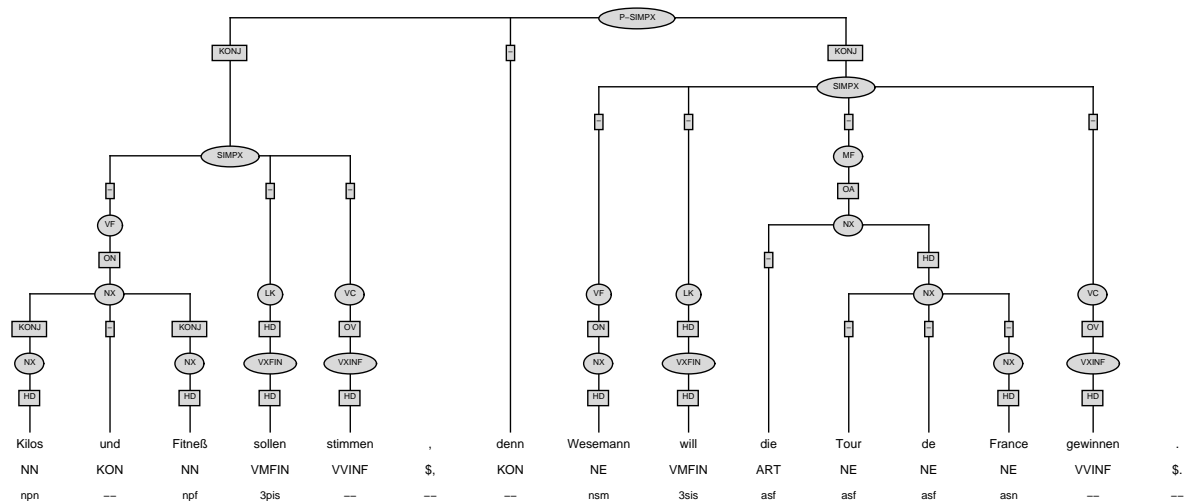 P–SIMPX
KONJ – KONJ
SIMPX
– – – –
SIMPX MF
– – – OA
VF NX
ON – HD
NX LK VC VF LK NX VC
KONJ – KONJ HD OV ON HD – – – OV
NX NX VXFIN VXINF NX VXFIN NX VXINF
HD HD HD HD HD HD HD HD
Kilos und Fitneß sollen stimmen , denn Wesemann will die Tour de France gewinnen .
NN KON NN VMFIN VVINF $, KON NE VMFIN ART NE NE NE VVINF $.
npn –– npf 3pis –– –– –– nsm 3sis asf asf asf asn –– ––